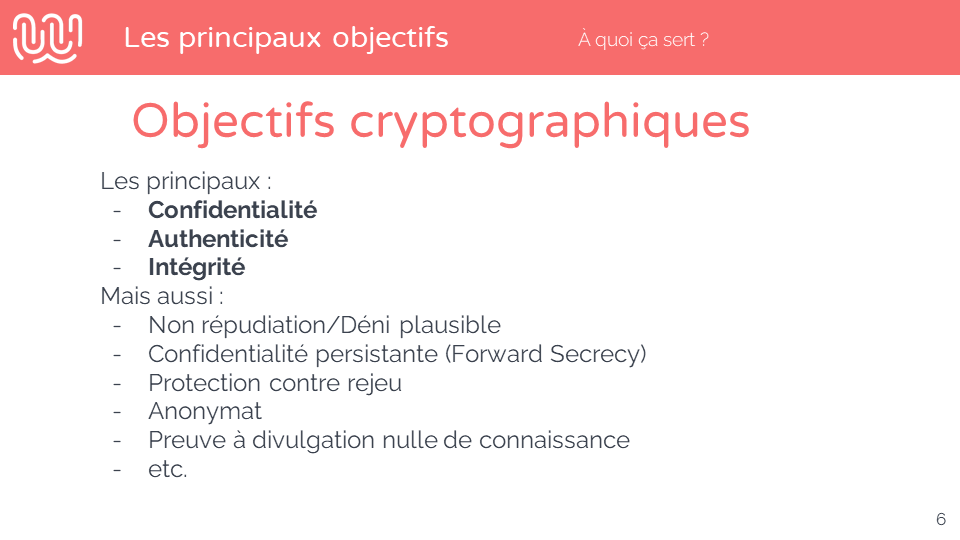 Les principaux objectifs
À quoi ça sert ?
Objectifs cryptographiques
Les principaux :
- Confidentialité
- Authenticité
- Intégrité
Mais aussi :
- Non répudiation/Déni plausible
- Confidentialité persistante (Forward Secrecy)
- Protection contre rejeu
- Anonymat
- Preuve à divulgation nulle de connaissance
- etc.
6